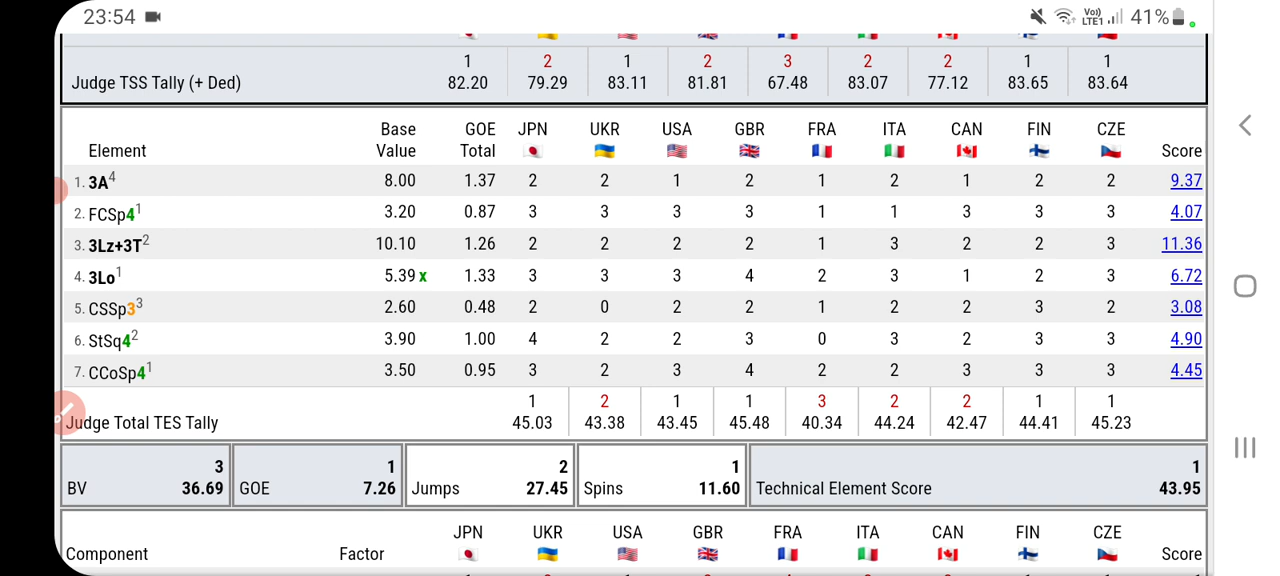 23:54 Vo)) LTE1 41%
1 2 1 2 3 2 2 1 1
Judge TSS Tally (+ Ded) 82.20 79.29 83.11 81.81 67.48 83.07 77.12 83.65 83.64
Base GOE JPN UKR USA GBR FRA ITA CAN FIN CZE
Element Value Total Score
1. 3A4 8.00 1.37 2 2 1 2 1 2 1 2 2 9.37
2. FCSp41 3.20 0.87 3 3 3 3 1 1 3 3 3 4.07
3. 3Lz+3T2 10.10 1.26 2 2 2 2 1 3 2 2 3 11.36
4. 3Lo1 5.39 x 1.33 3 3 3 4 2 3 1 2 3 6.72
5. CSSp33 2.60 0.48 2 0 2 2 1 2 2 3 2 3.08
6. StSq42 3.90 1.00 4 2 2 3 0 3 2 3 3 4.90
7. CCoSp41 3.50 0.95 3 2 3 4 2 2 3 3 3 4.45
1 2 1 1 3 2 2 1 1
Judge Total TES Tally 45.03 43.38 43.45 45.48 40.34 44.24 42.47 44.41 45.23
3 1 2 1 1
BV 36.69 GOE 7.26 Jumps 27.45 Spins 11.60 Technical Element Score 43.95
JPN UKR USA GBR FRA ITA CAN FIN CZE
Component Factor Score